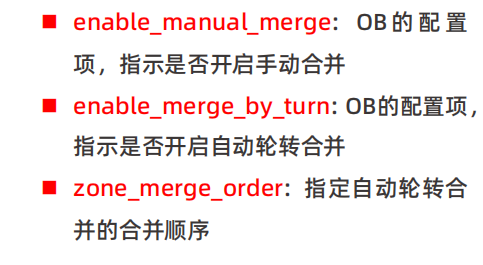 enable_manual_merge： OB的配置
项，指示是否开启手动合并
enable_merge_by_turn: OB的配置项，
指示是否开启自动轮转合并
zone_merge_order：指定自动轮转合
并的合并顺序